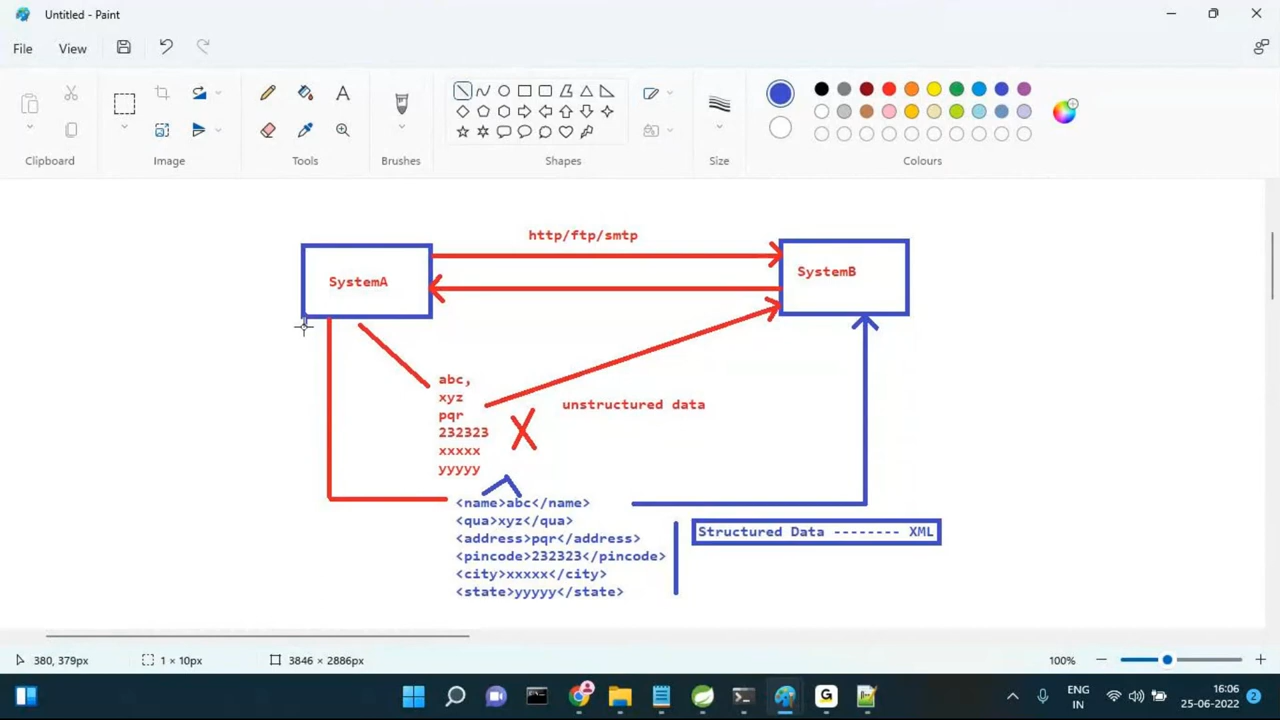 Untitled - Paint
File View
Clipboard Image Tools Brushes Shapes Size Colours
http/ftp/smtp
SystemA
SystemB
abc,
xyz
pqr
232323
xxxxx
yyyyy
unstructured data
<name>abc</name>
<qua>xyz</qua>
<address>pqr</address>
<pincode>232323</pincode>
<city>xxxxx</city>
<state>yyyyy</state>
Structured Data -------- XML
380, 379px 1 × 10px 3846 × 2886px 100%
ENG
IN
16:06
25-06-2022
2